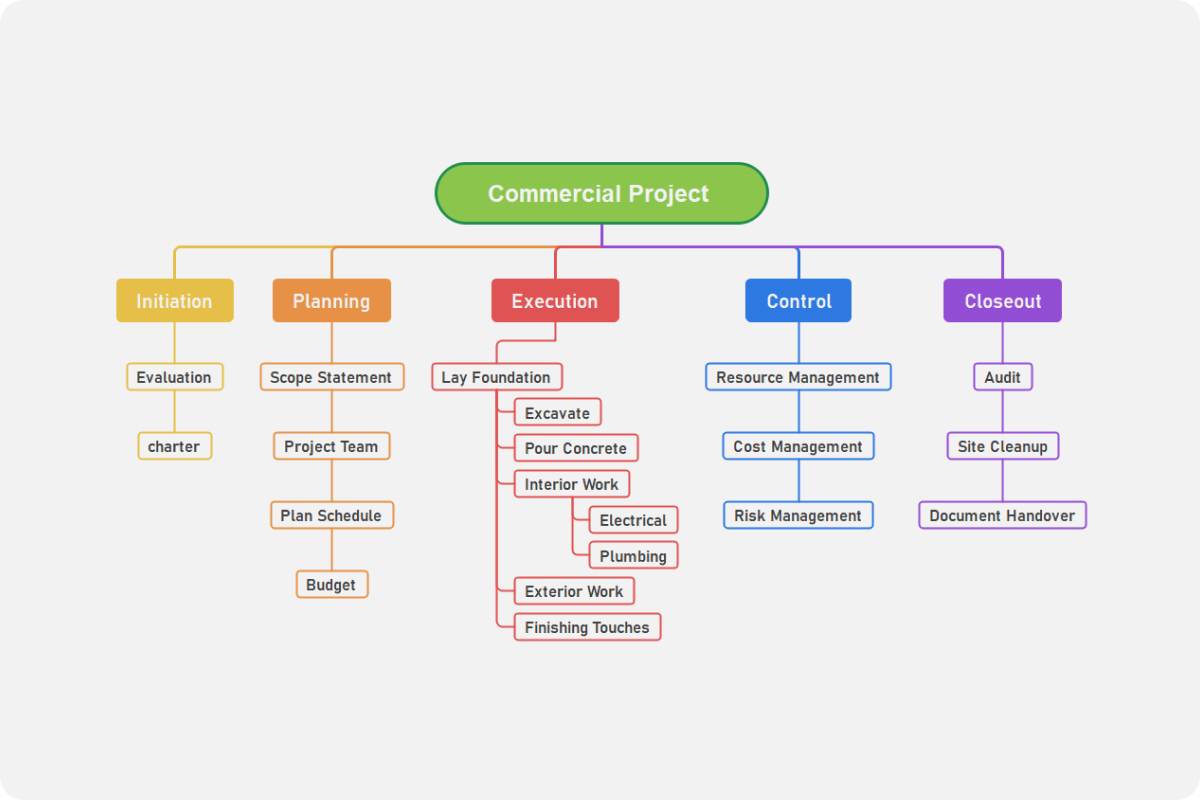 Commercial Project
Initiation
Evaluation
charter
Planning
Scope Statement
Project Team
Plan Schedule
Budget
Execution
Lay Foundation
Excavate
Pour Concrete
Interior Work
Electrical
Plumbing
Exterior Work
Finishing Touches
Control
Resource Management
Cost Management
Risk Management
Closeout
Audit
Site Cleanup
Document Handover